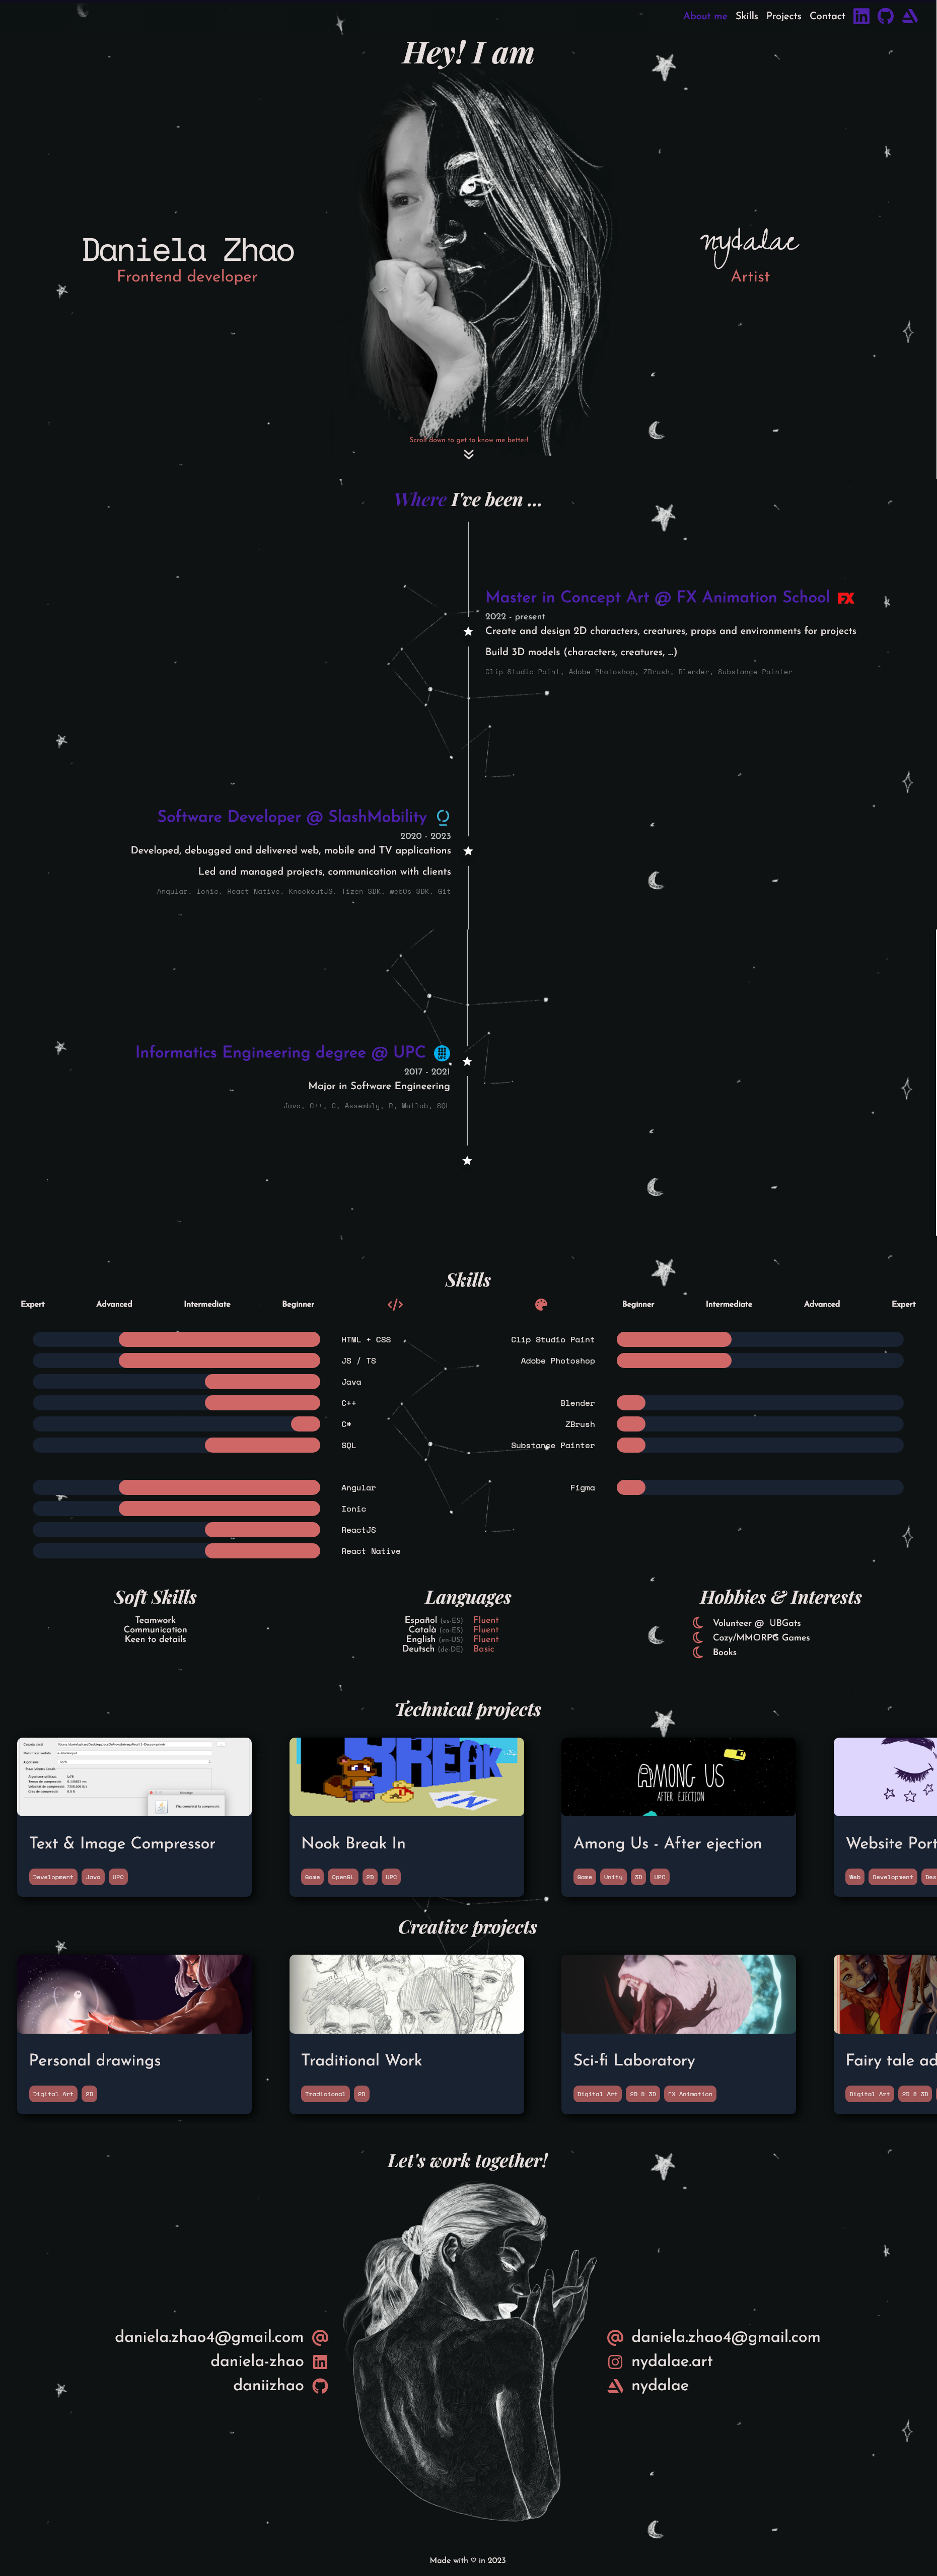 About me Skills Projects Contact
Hey! I am
Daniela Zhao
Frontend developer
nydalae
Artist
Scroll down to get to know me better!
Where I've been ...
Master in Concept Art @ FX Animation School FX
2022 - present
Create and design 2D characters, creatures, props and environments for projects
Build 3D models (characters, creatures, ...)
Clip Studio Paint, Adobe Photoshop, ZBrush, Blender, Substance Painter
Software Developer @ SlashMobility
2020 - 2023
Developed, debugged and delivered web, mobile and TV applications
Led and managed projects, communication with clients
Angular, Ionic, React Native, KnockoutJS, Tizen SDK, webOs SDK, Git
Informatics Engineering degree @ UPC
2017 - 2021
Major in Software Engineering
Java, C++, C, Assembly, R, Matlab, SQL
Skills
Expert Advanced Intermediate Beginner </> Beginner Intermediate Advanced Expert
HTML + CSS Clip Studio Paint
JS / TS Adobe Photoshop
Java
C++ Blender
C# ZBrush
SQL Substance Painter
Angular Figma
Ionic
ReactJS
React Native
Soft Skills
Teamwork
Communication
Keen to details
Languages
Español (es-ES) Fluent
Català (ca-ES) Fluent
English (en-US) Fluent
Deutsch (de-DE) Basic
Hobbies & Interests
Volunteer @ UBGats
Cozy/MMORPG Games
Books
Technical projects
Text & Image Compressor
Development Java UPC
BREAK
IN
Nook Break In
Game OpenGL 2D UPC
AMONG US
AFTER EJECTION
Among Us - After ejection
Game Unity 3D UPC
Website Port
Web Development Des
Creative projects
Personal drawings
Digital Art 2D
Traditional Work
Tradicional 2D
Sci-fi Laboratory
Digital Art 2D & 3D FX Animation
Fairy tale ad
Digital Art 2D & 3D
Let's work together!
daniela.zhao4@gmail.com
daniela-zhao
daniizhao
daniela.zhao4@gmail.com
nydalae.art
nydalae
Made with ♡ in 2023